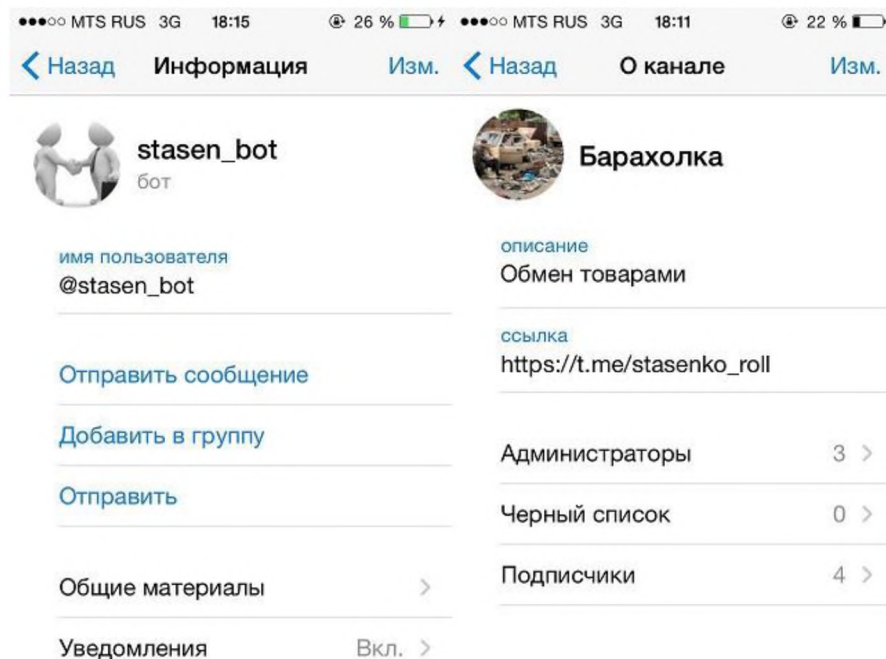 MTS RUS 3G 18:15 26 %
Назад Информация Изм.
stasen_bot
бот
имя пользователя
@stasen_bot
Отправить сообщение
Добавить в группу
Отправить
Общие материалы
Уведомления Вкл.
MTS RUS 3G 18:11 22 %
Назад О канале Изм.
Барахолка
описание
Обмен товарами
ссылка
https://t.me/stasenko_roll
Администраторы 3
Черный список 0
Подписчики 4